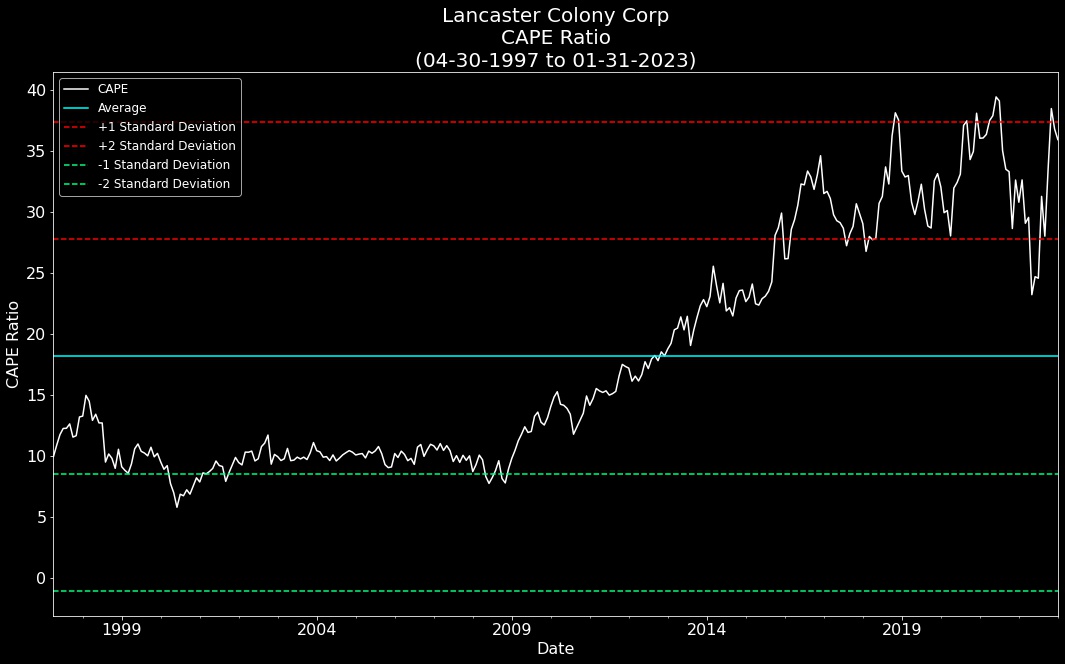 Lancaster Colony Corp
CAPE Ratio
(04-30-1997 to 01-31-2023)
CAPE
Average
+1 Standard Deviation
+2 Standard Deviation
-1 Standard Deviation
-2 Standard Deviation
40
35
30
25
20
15
10
5
0
CAPE Ratio
1999
2004
2009
2014
2019
Date